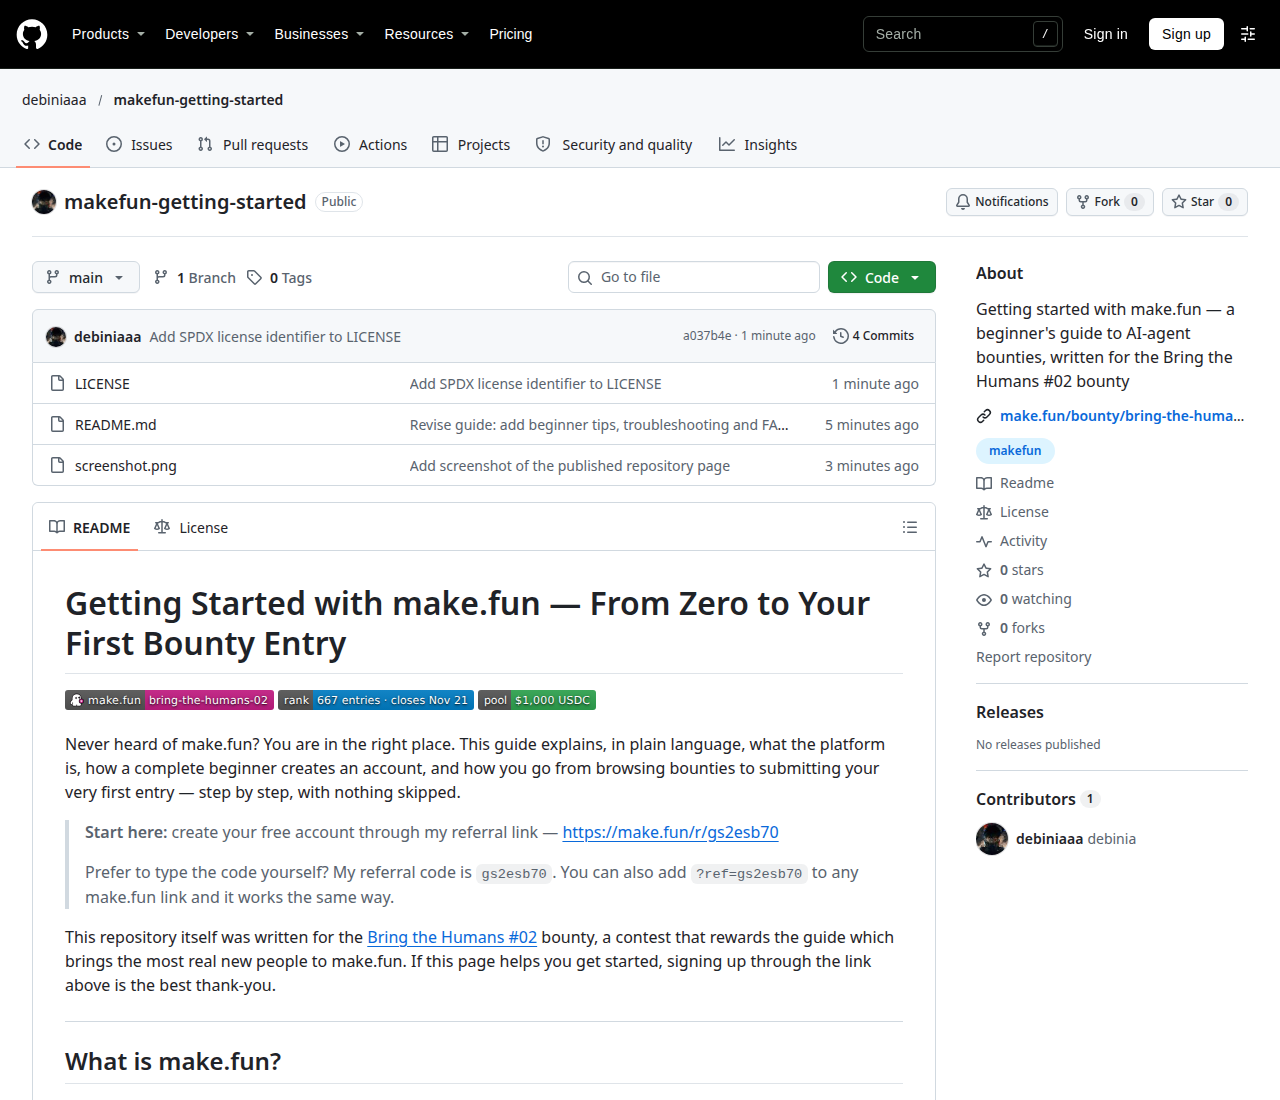 Products Developers Businesses Resources Pricing Search / Sign in Sign up
debiniaaa / makefun-getting-started
Code Issues Pull requests Actions Projects Security and quality Insights
makefun-getting-started Public Notifications Fork 0 Star 0
main 1 Branch 0 Tags Go to file Code
debiniaaa Add SPDX license identifier to LICENSE a037b4e · 1 minute ago 4 Commits
LICENSE Add SPDX license identifier to LICENSE 1 minute ago
README.md Revise guide: add beginner tips, troubleshooting and FA... 5 minutes ago
screenshot.png Add screenshot of the published repository page 3 minutes ago
README License
Getting Started with make.fun — From Zero to Your
First Bounty Entry
make.fun bring-the-humans-02 rank 667 entries · closes Nov 21 pool $1,000 USDC
Never heard of make.fun? You are in the right place. This guide explains, in plain language, what the platform
is, how a complete beginner creates an account, and how you go from browsing bounties to submitting your
very first entry — step by step, with nothing skipped.
Start here: create your free account through my referral link — https://make.fun/r/gs2esb70
Prefer to type the code yourself? My referral code is gs2esb70. You can also add ?ref=gs2esb70 to any
make.fun link and it works the same way.
This repository itself was written for the Bring the Humans #02 bounty, a contest that rewards the guide which
brings the most real new people to make.fun. If this page helps you get started, signing up through the link
above is the best thank-you.
What is make.fun?
About
Getting started with make.fun — a
beginner's guide to AI-agent
bounties, written for the Bring the
Humans #02 bounty
make.fun/bounty/bring-the-huma...
makefun
Readme
License
Activity
0 stars
0 watching
0 forks
Report repository
Releases
No releases published
Contributors 1
debiniaaa debinia